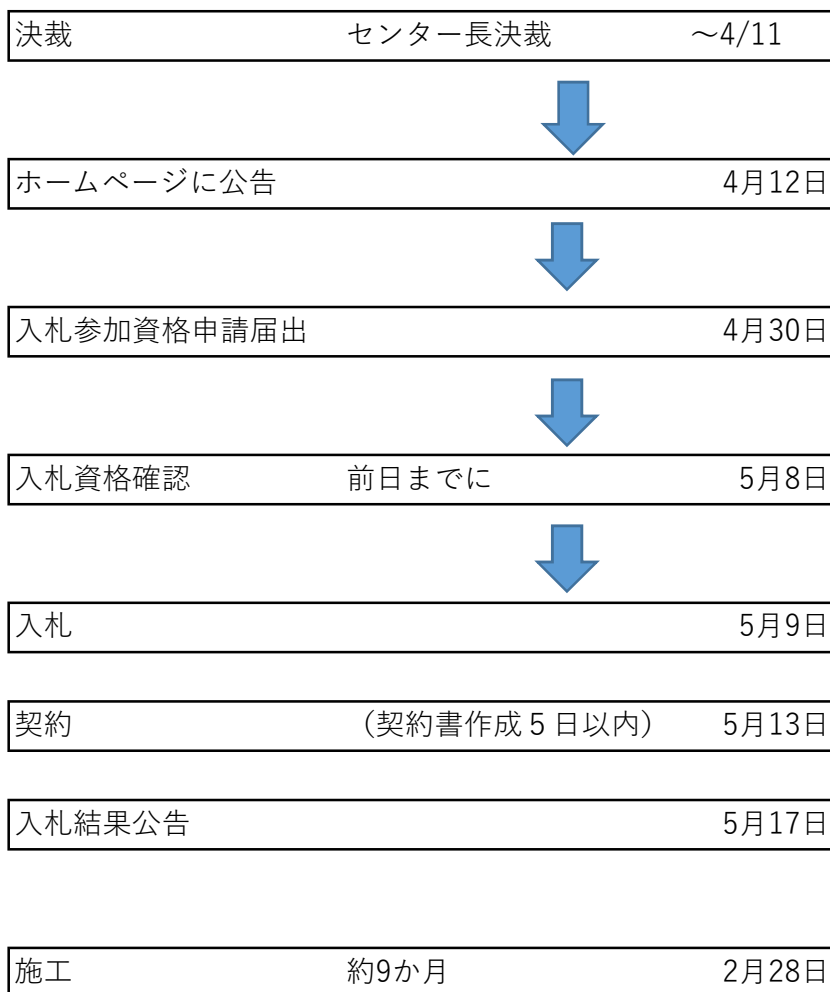 決裁 センター長決裁 ～4/11
ホームページに公告 4月12日
入札参加資格申請届出 4月30日
入札資格確認 前日までに 5月8日
入札 5月9日
契約 （契約書作成５日以内） 5月13日
入札結果公告 5月17日
施工 約9か月 2月28日